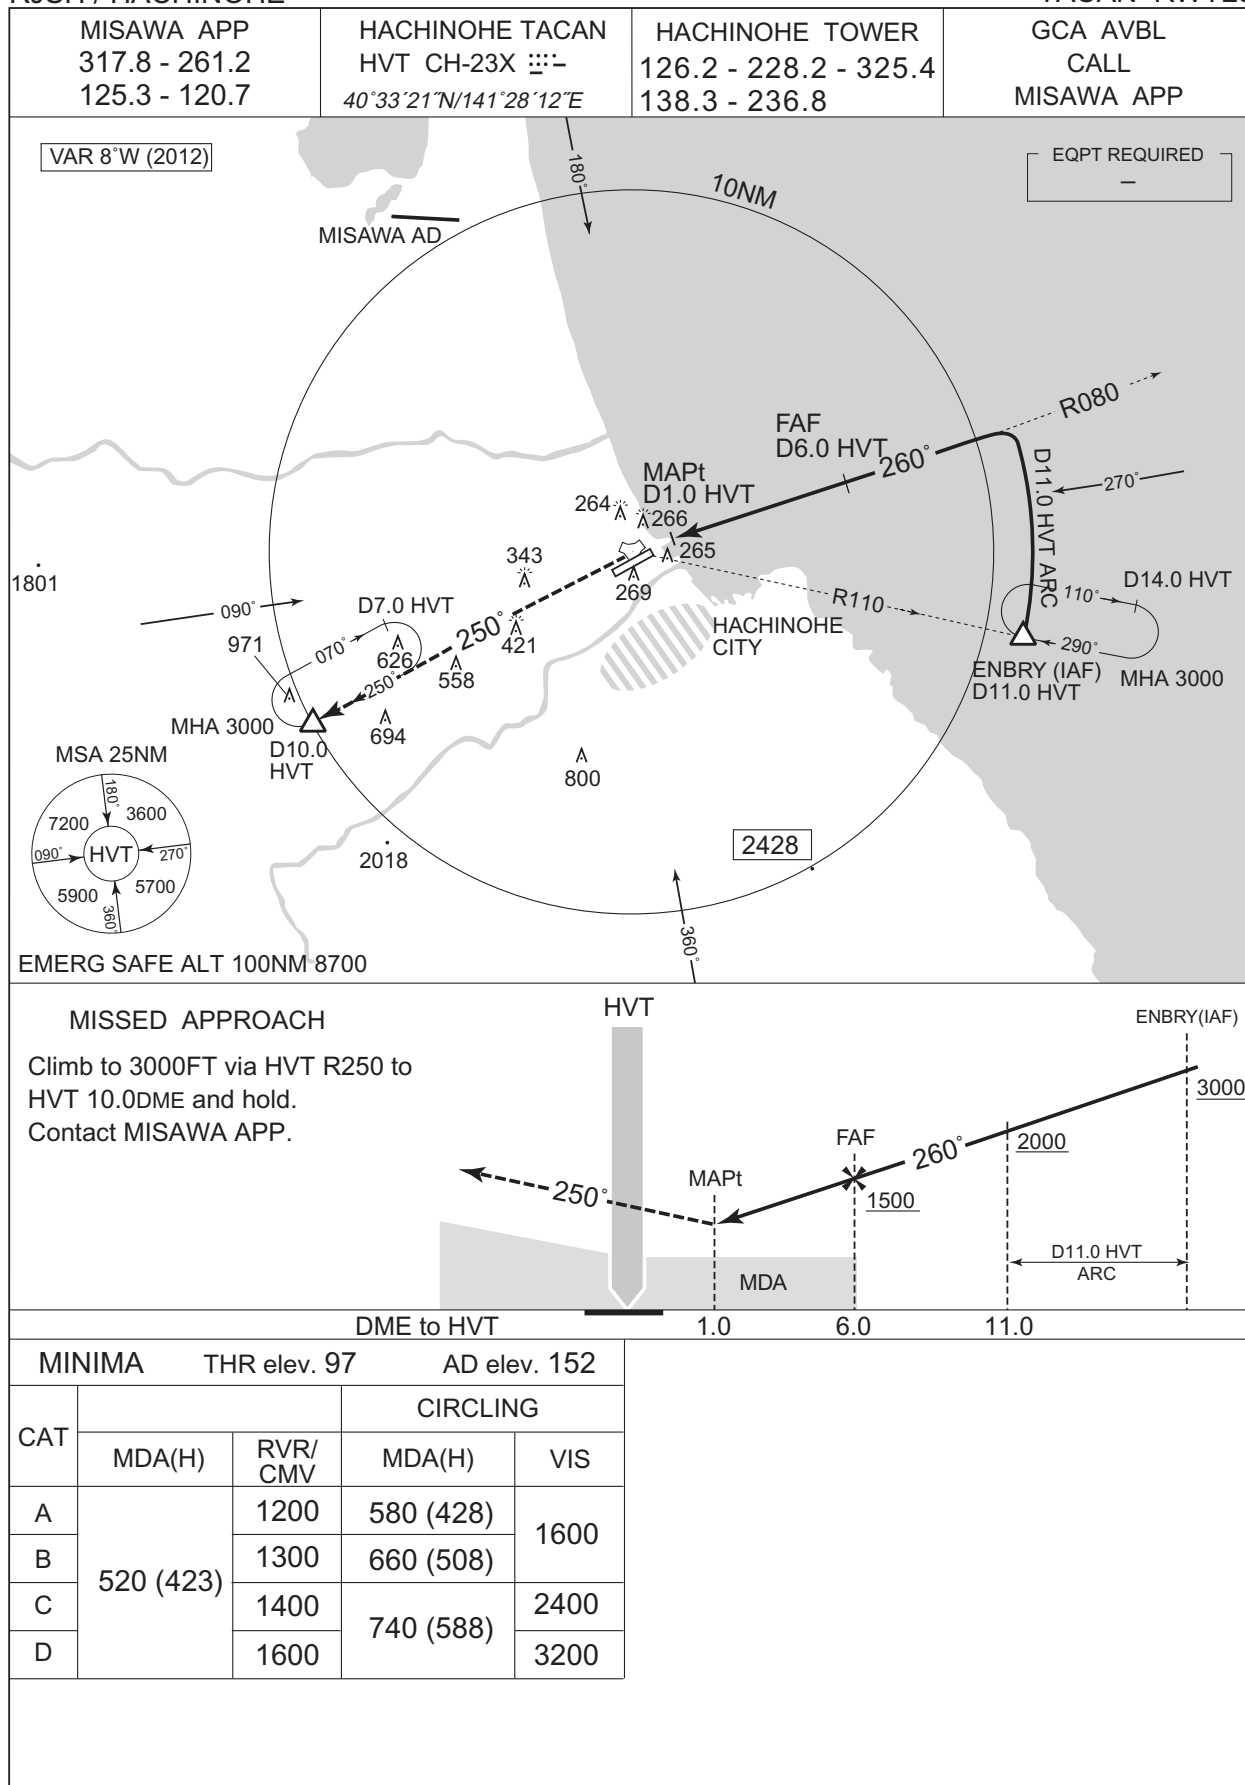 MISAWA APP
317.8 - 261.2
125.3 - 120.7
HACHINOHE TACAN
HVT CH-23X
40°33´21˝N/141°28´12˝E
HACHINOHE TOWER
126.2 - 228.2 - 325.4
138.3 - 236.8
GCA AVBL
CALL
MISAWA APP
VAR 8°W (2012)
EQPT REQUIRED
–
180°
10NM
MISAWA AD
R080
FAF
D6.0 HVT
260°
MAPt
D1.0 HVT
D11.0 HVT ARC
270°
264
266
265
343
269
1801
090°
D7.0 HVT
070°
250°
421
R110
110°
D14.0 HVT
HACHINOHE
CITY
971
626
558
290°
ENBRY (IAF)
D11.0 HVT
MHA 3000
250°
MHA 3000
694
D10.0
HVT
800
MSA 25NM
180°
7200
3600
090°
HVT
270°
5900
5700
360°
2018
2428
360°
EMERG SAFE ALT 100NM 8700
MISSED APPROACH
Climb to 3000FT via HVT R250 to
HVT 10.0DME and hold.
Contact MISAWA APP.
HVT
ENBRY(IAF)
3000
FAF
260°
2000
MAPt
250°
1500
D11.0 HVT
ARC
MDA
DME to HVT 1.0 6.0 11.0
MINIMA THR elev. 97 AD elev. 152
CAT
CIRCLING
MDA(H)
RVR/
CMV
MDA(H)
VIS
A 1200 580 (428)
1600
B 1300 660 (508)
520 (423)
C 1400 2400
740 (588)
D 1600 3200